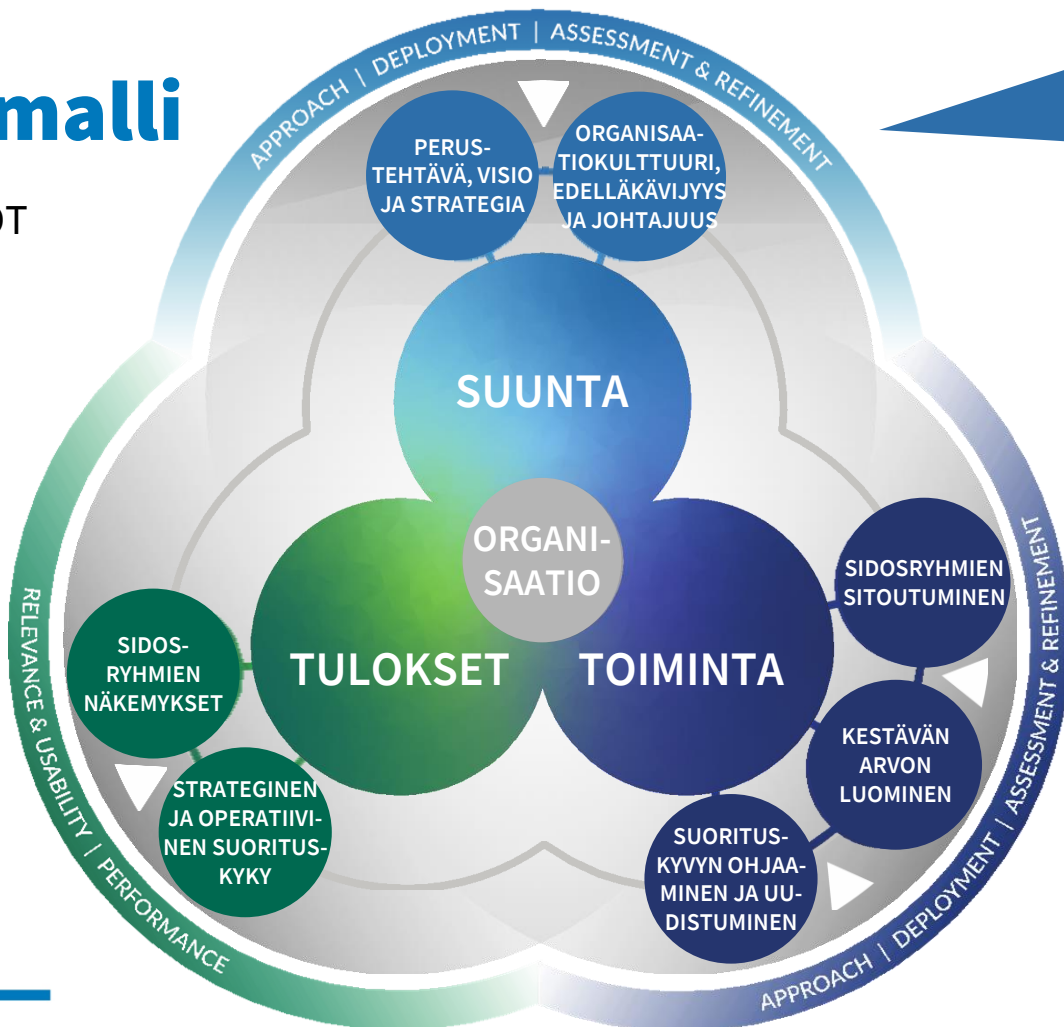 malli
OT
APPROACH | DEPLOYMENT | ASSESSMENT & REFINEMENT
PERUS-
TEHTÄVÄ, VISIO
JA STRATEGIA
ORGANISAA-
TIOKULTTUURI,
EDELLÄKÄVIJYYS
JA JOHTAJUUS
SUUNTA
ORGANI-
SAATIO
TULOKSET
TOIMINTA
SIDOSRYHMIEN
SITOUTUMINEN
KESTÄVÄN
ARVON
LUOMINEN
SUORITUS-
KYVYN OHJAA-
MINEN JA UU-
DISTUMINEN
APPROACH | DEPLOYMENT | ASSESSMENT & REFINEMENT
SIDOS-
RYHMIEN
NÄKEMYKSET
STRATEGINEN
JA OPERATIIVI-
NEN SUORITUS-
KYKY
RELEVANCE & USABILITY | PERFORMANCE